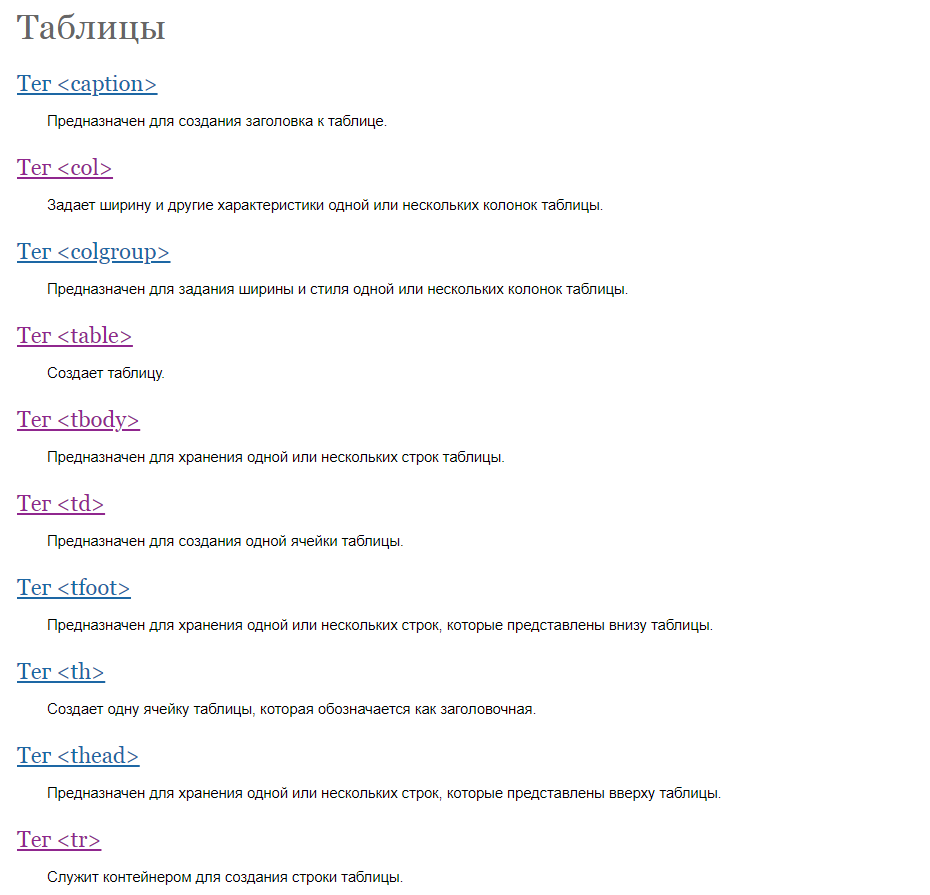 Таблицы
Тег <caption>
Предназначен для создания заголовка к таблице.
Тег <col>
Задает ширину и другие характеристики одной или нескольких колонок таблицы.
Тег <colgroup>
Предназначен для задания ширины и стиля одной или нескольких колонок таблицы.
Тег <table>
Создает таблицу.
Тег <tbody>
Предназначен для хранения одной или нескольких строк таблицы.
Тег <td>
Предназначен для создания одной ячейки таблицы.
Тег <tfoot>
Предназначен для хранения одной или нескольких строк, которые представлены внизу таблицы.
Тег <th>
Создает одну ячейку таблицы, которая обозначается как заголовочная.
Тег <thead>
Предназначен для хранения одной или нескольких строк, которые представлены вверху таблицы.
Тег <tr>
Служит контейнером для создания строки таблицы.